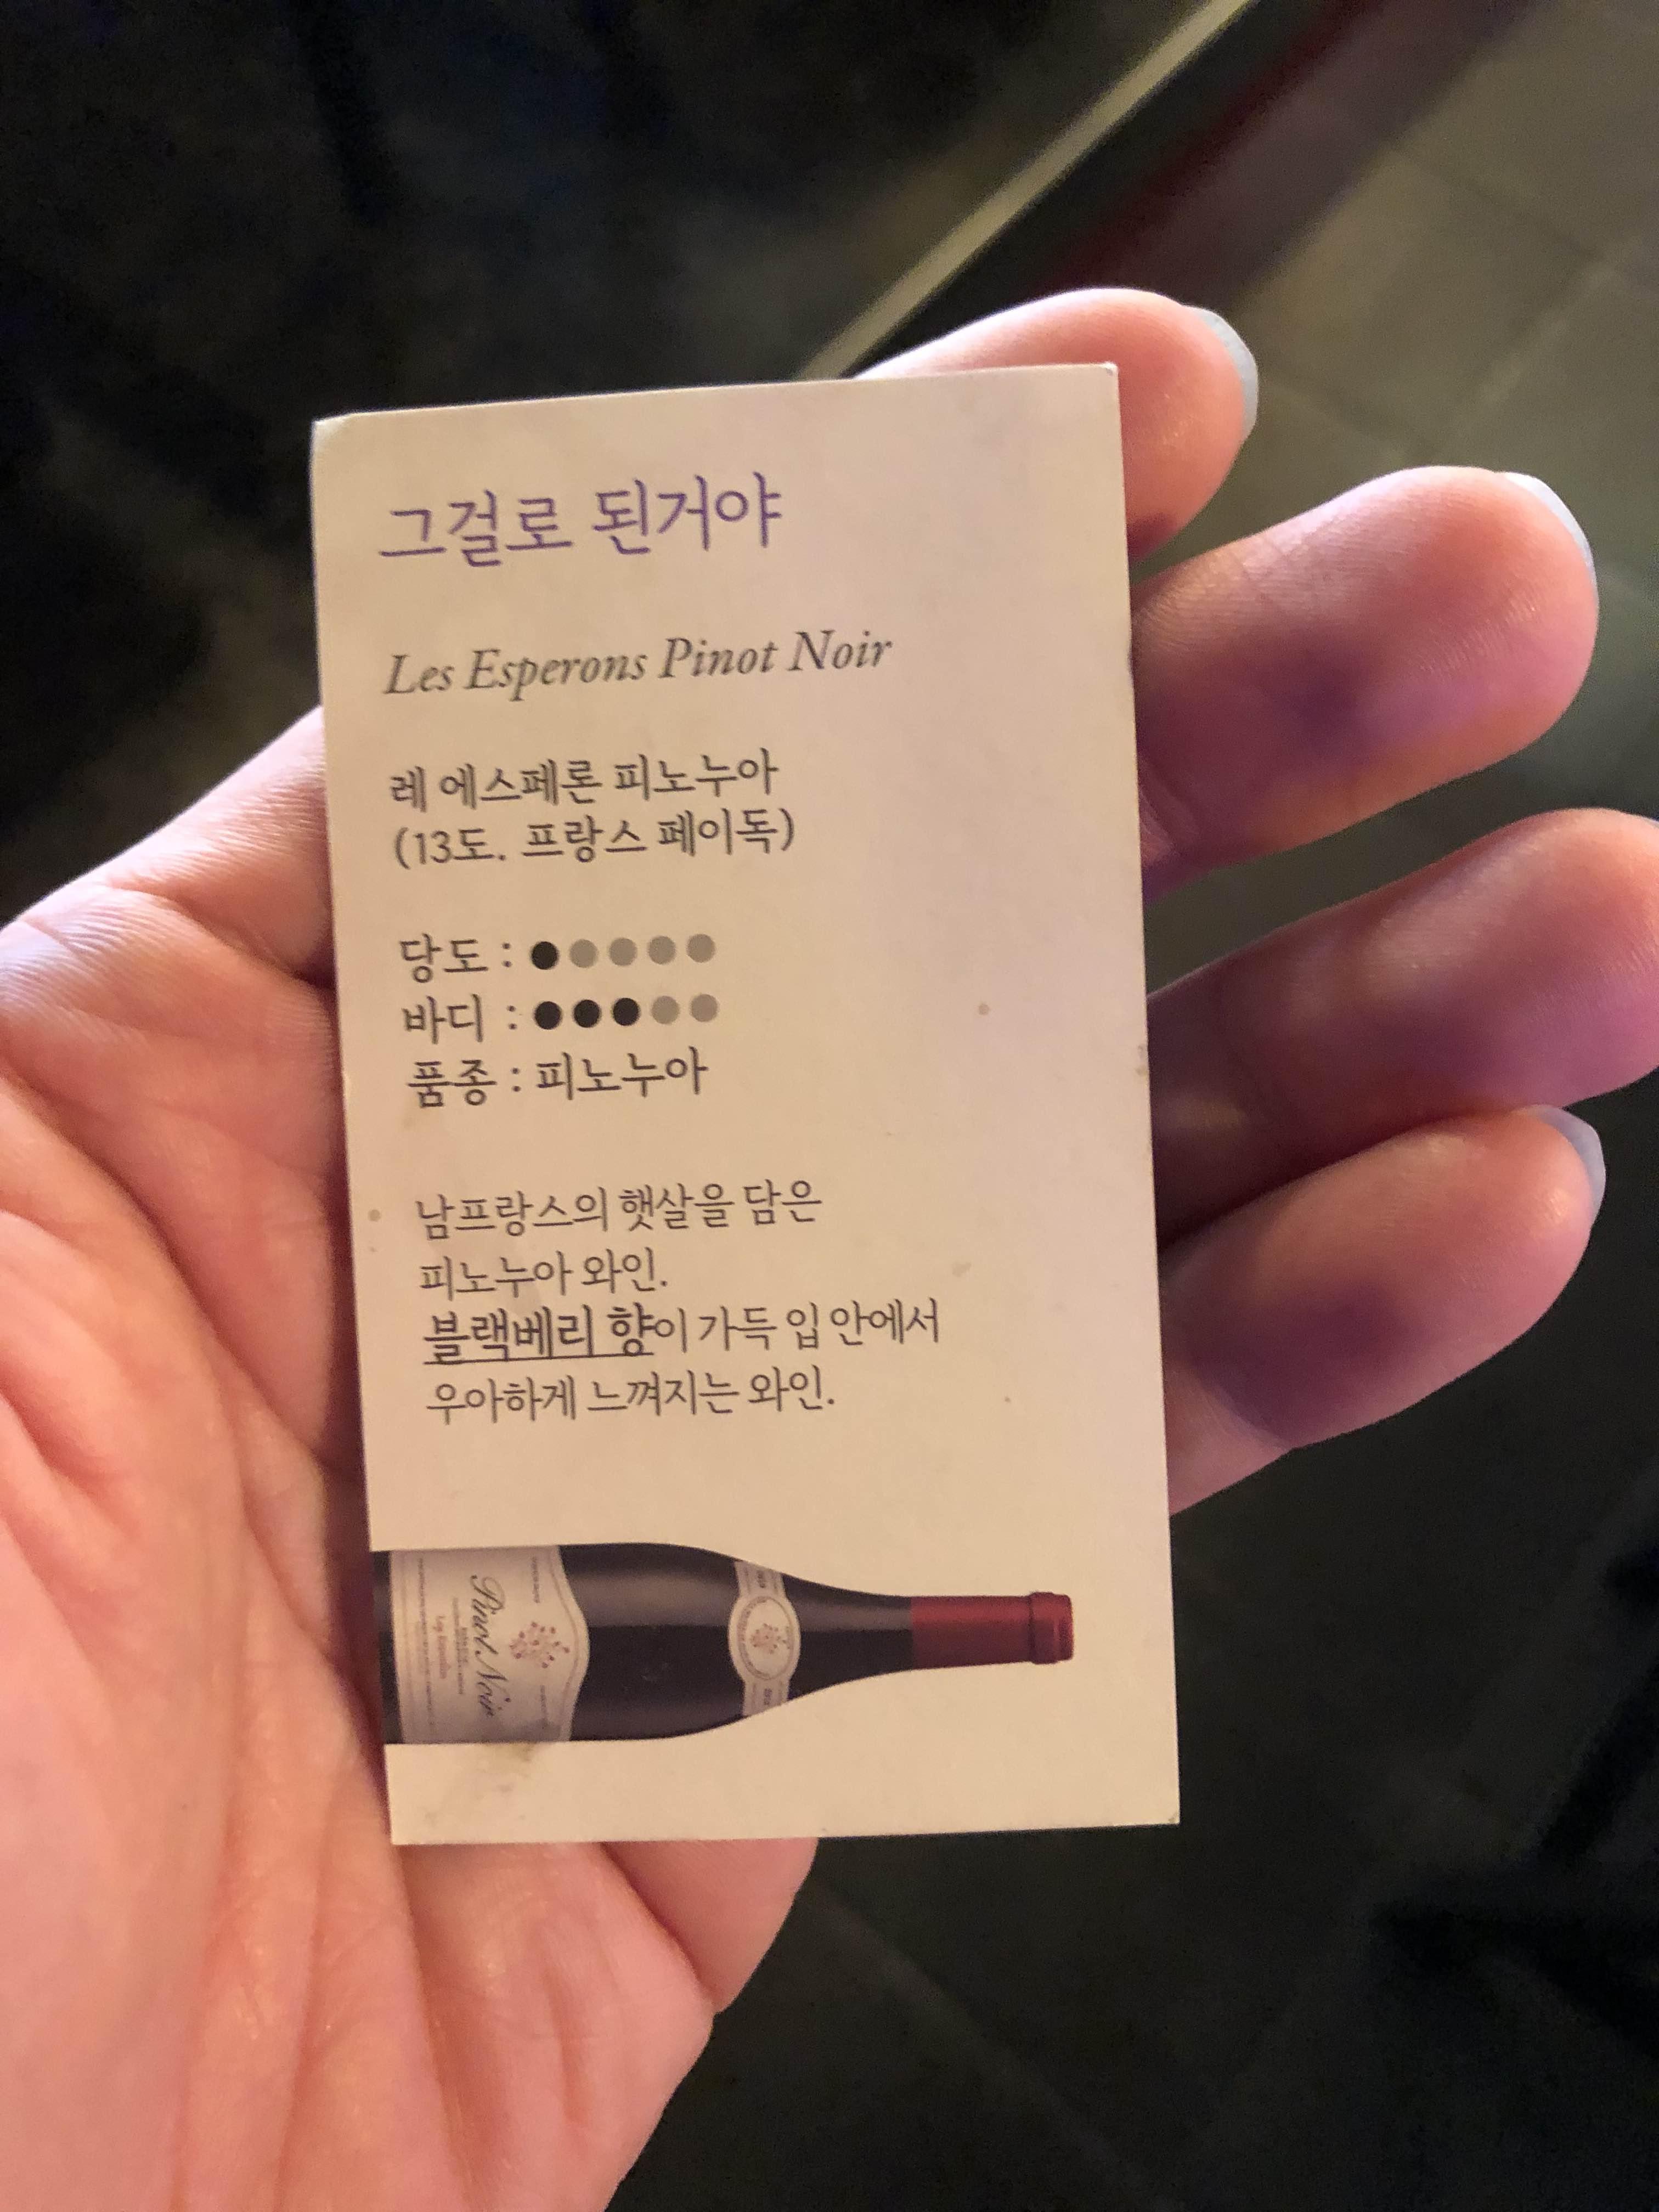 그걸로 된거야
Les Esperons Pinot Noir
레 에스페론 피노누아
(13도. 프랑스 페이독)
당도 : ●●●●●
바디 : ●●●●●
품종 : 피노누아
남프랑스의 햇살을 담은
피노누아 와인.
블랙베리 향이 가득 입 안에서
우아하게 느껴지는 와인.
Pinot Noir